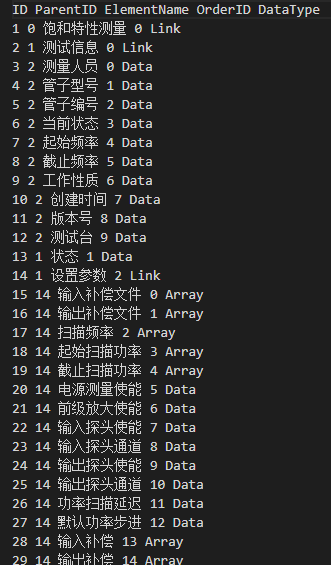 ID ParentID ElementName OrderID DataType
1 0 饱和特性测量 0 Link
2 1 测试信息 0 Link
3 2 测量人员 0 Data
4 2 管子型号 1 Data
5 2 管子编号 2 Data
6 2 当前状态 3 Data
7 2 起始频率 4 Data
8 2 截止频率 5 Data
9 2 工作性质 6 Data
10 2 创建时间 7 Data
11 2 版本号 8 Data
12 2 测试台 9 Data
13 1 状态 1 Data
14 1 设置参数 2 Link
15 14 输入补偿文件 0 Array
16 14 输出补偿文件 1 Array
17 14 扫描频率 2 Array
18 14 起始扫描功率 3 Array
19 14 截止扫描功率 4 Array
20 14 电源测量使能 5 Data
21 14 前级放大使能 6 Data
22 14 输入探头使能 7 Data
23 14 输入探头通道 8 Data
24 14 输出探头使能 9 Data
25 14 输出探头通道 10 Data
26 14 功率扫描延迟 11 Data
27 14 默认功率步进 12 Data
28 14 输入补偿 13 Array
29 14 输出补偿 14 Array